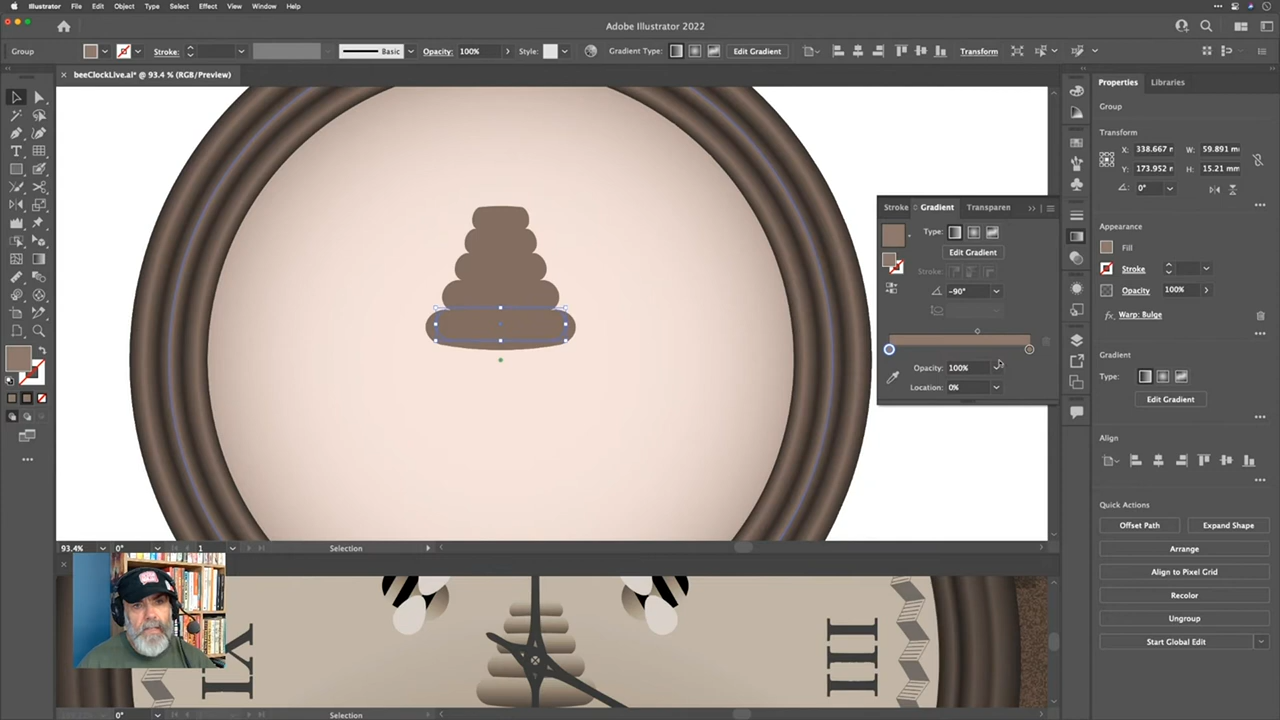 Illustrator File Edit Object Type Select Effect View Window Help
Adobe Illustrator 2022
Group Stroke: Basic Opacity: 100% Style: Gradient Type: Edit Gradient Transform
beeClockLive.ai* @ 93.4 % (RGB/Preview)
Properties Libraries
Group
Transform
X: 338.667 r W: 59.891 m
Y: 173.952 r H: 15.21 mm
0°
Appearance
Fill
Stroke
Opacity 100%
fx Warp: Bulge
Gradient
Type:
Edit Gradient
Align
Quick Actions
Offset Path Expand Shape
Arrange
Align to Pixel Grid
Recolor
Ungroup
Start Global Edit
Stroke Gradient Transparen
Type:
Edit Gradient
Stroke:
-90°
Opacity: 100%
Location: 0%
93.4% 0° 1 Selection
VI III
0° Selection